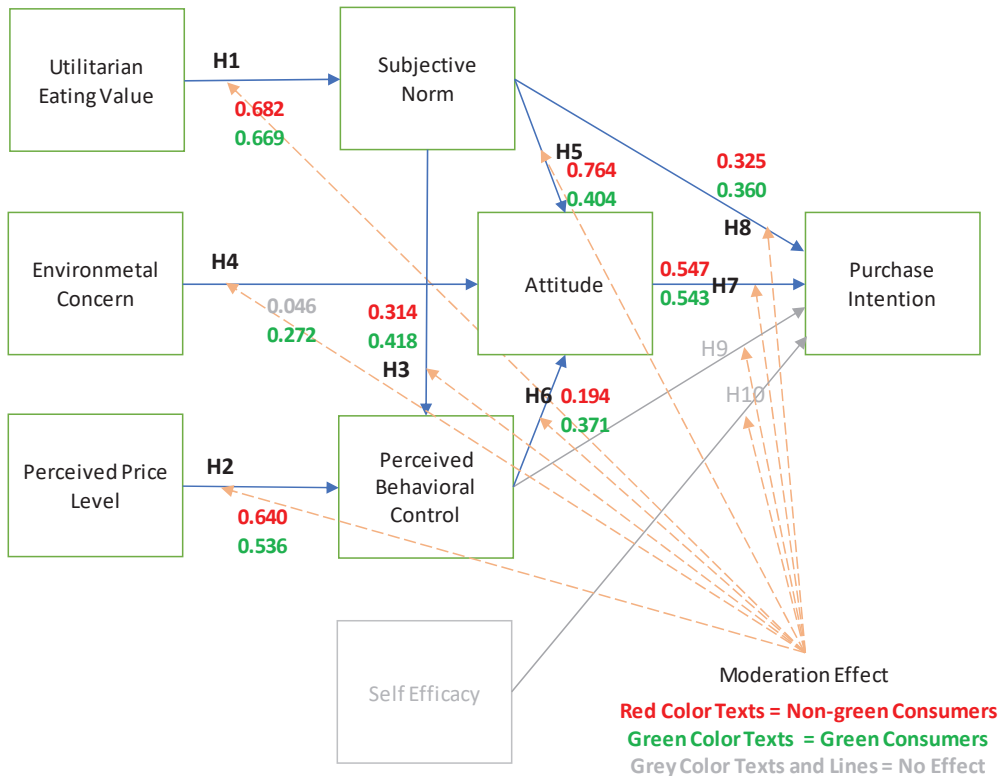 Utilitarian
Eating Value
H1
0.682
0.669
Subjective
Norm
H5
0.764
0.404
0.325
0.360
H8
Environmetal
Concern
H4
0.046
0.272
0.314
0.418
H3
Attitude
0.547
H7
0.543
Purchase
Intention
H9
H10
H6
0.194
0.371
Perceived Price
Level
H2
0.640
0.536
Perceived
Behavioral
Control
Self Efficacy
Moderation Effect
Red Color Texts = Non-green Consumers
Green Color Texts = Green Consumers
Grey Color Texts and Lines = No Effect